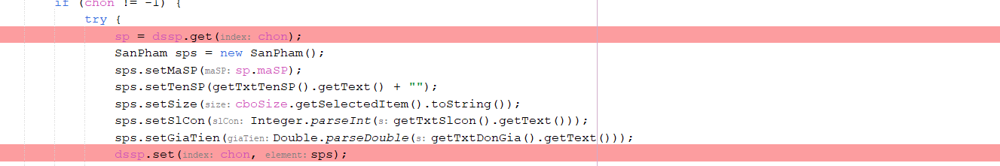 if (chon != -1) {
try {
sp = dssp.get(index: chon);
SanPham sps = new SanPham();
sps.setMaSP(maSP: sp.maSP);
sps.setTenSP(getTxtTenSP().getText() + "");
sps.setSize(size: cboSize.getSelectedItem().toString());
sps.setSlCon(slCon: Integer.parseInt(s: getTxtSlcon().getText()));
sps.setGiaTien(giaTien: Double.parseDouble(s: getTxtDonGia().getText()));
dssp.set(index: chon, element: sps);